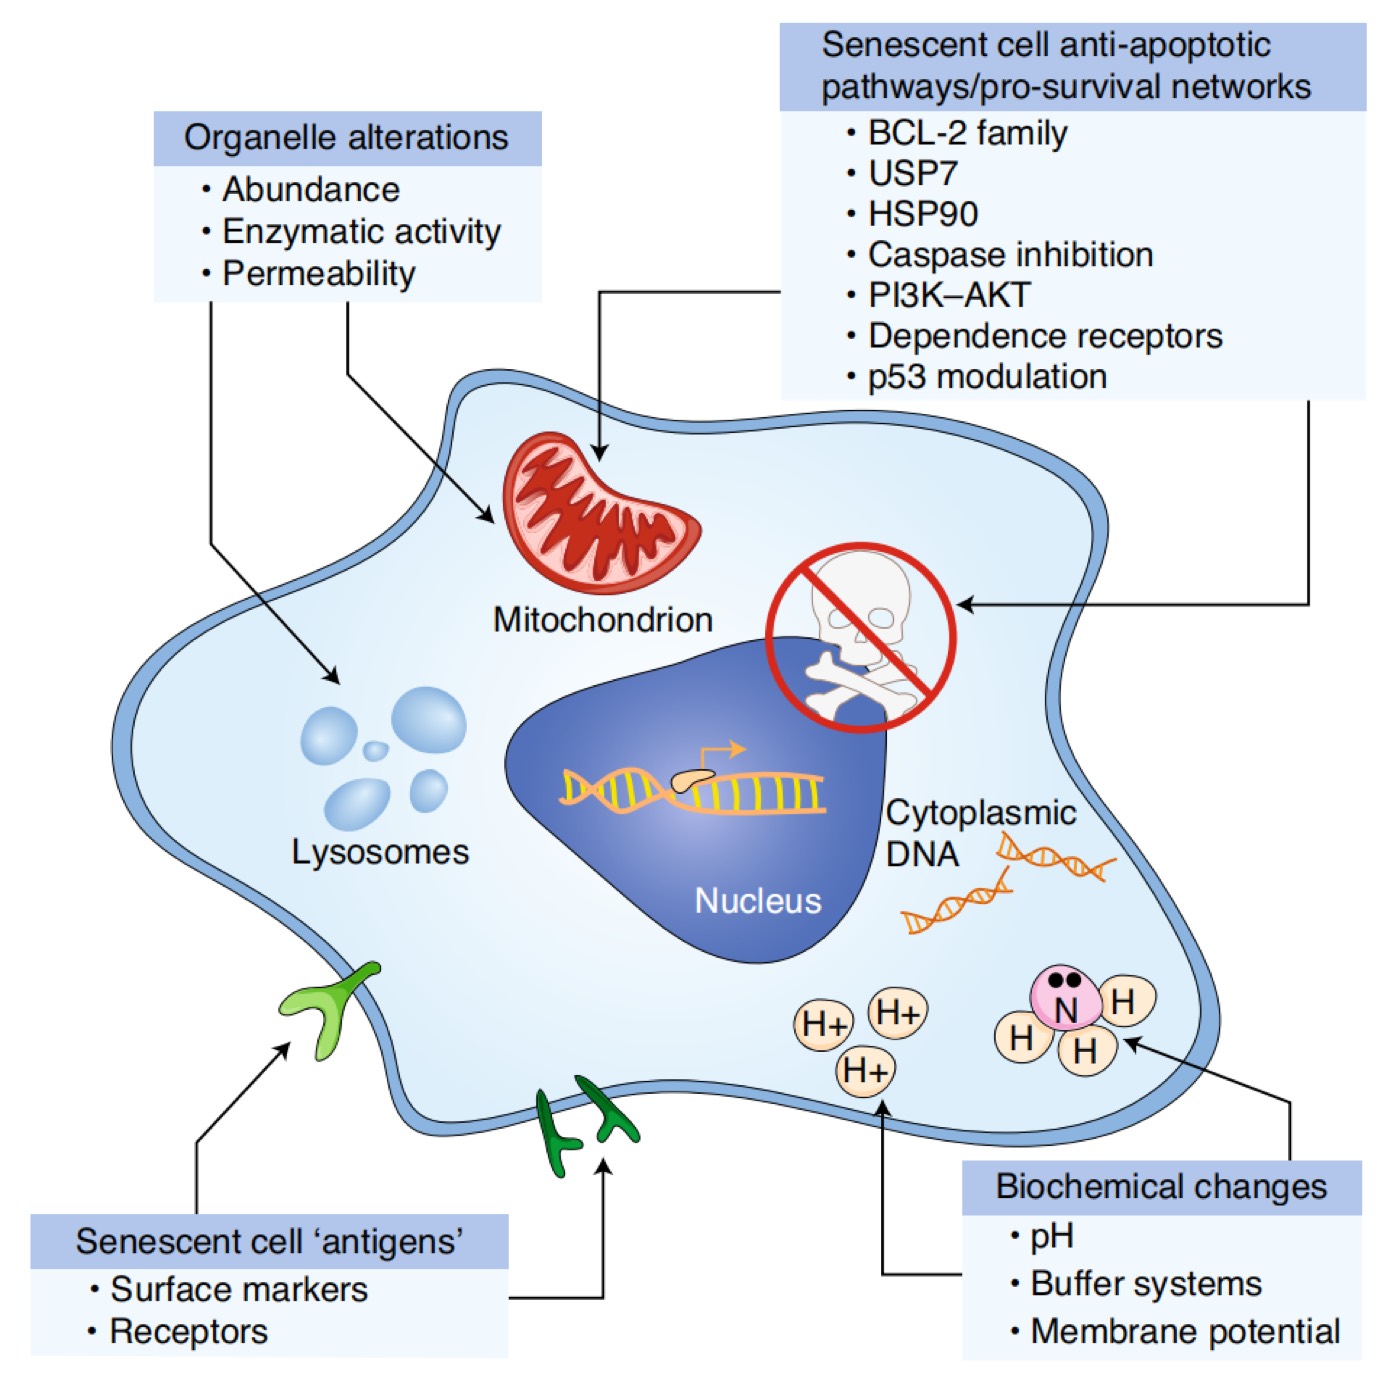 Senescent cell anti-apoptotic
pathways/pro-survival networks
• BCL-2 family
• USP7
• HSP90
• Caspase inhibition
• PI3K–AKT
• Dependence receptors
• p53 modulation
Organelle alterations
• Abundance
• Enzymatic activity
• Permeability
Mitochondrion
Lysosomes
Nucleus
Cytoplasmic
DNA
H+
H+
H+
N
H
H
H
Senescent cell ‘antigens’
• Surface markers
• Receptors
Biochemical changes
• pH
• Buffer systems
• Membrane potential